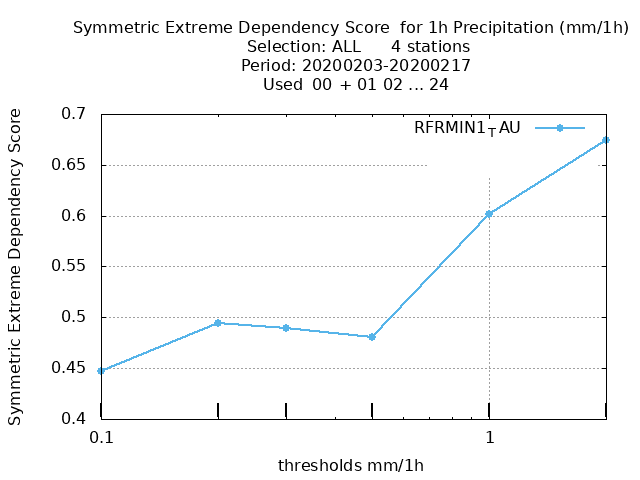 Symmetric Extreme Dependency Score  for 1h Precipitation (mm/1h)
Selection: ALL      4 stations
Period: 20200203-20200217
Used  00 + 01 02 ... 24
Symmetric Extreme Dependency Score
0.7
0.65
0.6
0.55
0.5
0.45
0.4
RFRMIN1TAU
0.1
1
thresholds mm/1h